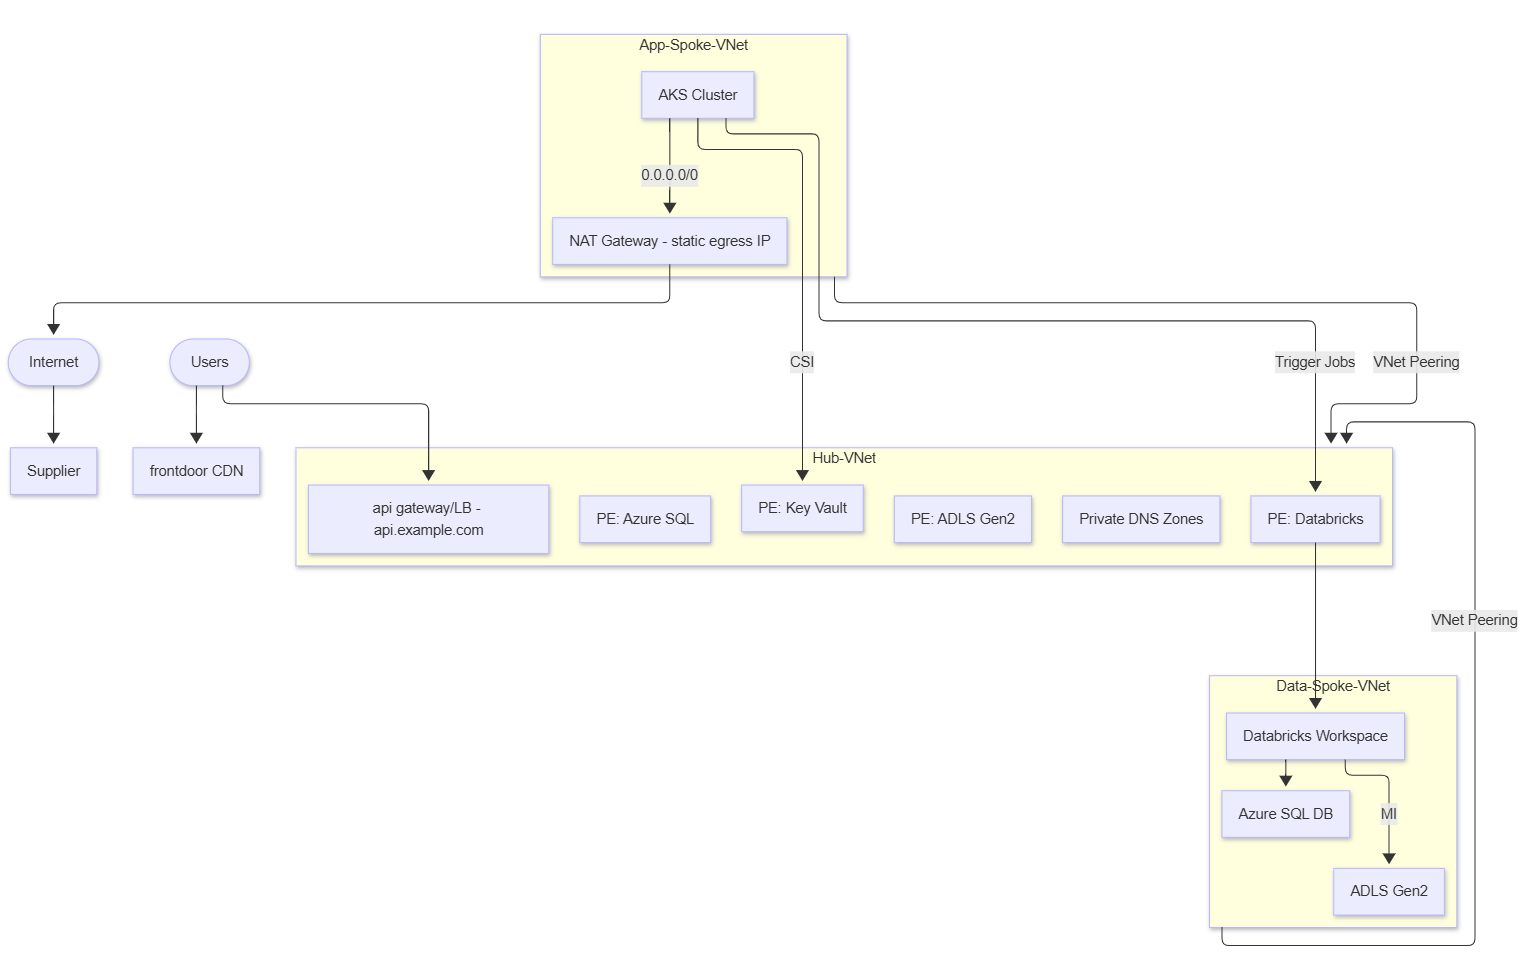 App-Spoke-VNet
AKS Cluster
0.0.0.0/0
NAT Gateway - static egress IP
Internet
Users
CSI
Trigger Jobs
VNet Peering
Supplier
frontdoor CDN
Hub-VNet
api gateway/LB -
api.example.com
PE: Azure SQL
PE: Key Vault
PE: ADLS Gen2
Private DNS Zones
PE: Databricks
VNet Peering
Data-Spoke-VNet
Databricks Workspace
Azure SQL DB
MI
ADLS Gen2